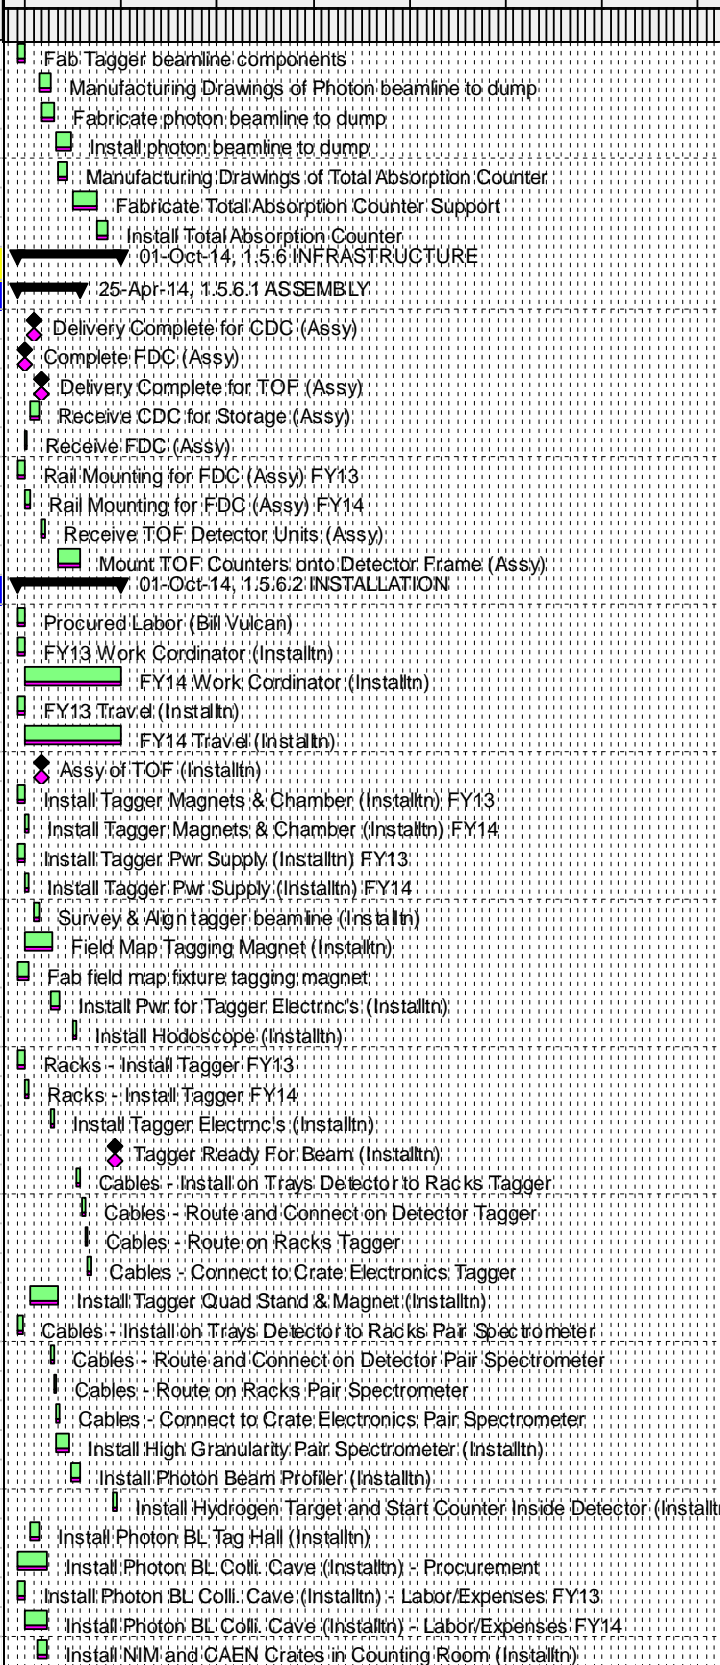 Fab Tagger beamline components
Manufacturing Drawings of Photon beamline to dump
Fabricate photon beamline to dump
Install photon beamline to dump
Manufacturing Drawings of Total Absorption Counter
Fabricate Total Absorption Counter Support
Install Total Absorption Counter
01-Oct-14, 1.5.6 INFRASTRUCTURE
25-Apr-14, 1.5.6.1 ASSEMBLY
Delivery Complete for CDC (Assy)
Complete FDC (Assy)
Delivery Complete for TOF (Assy)
Receive CDC for Storage (Assy)
Receive FDC (Assy)
Rail Mounting for FDC (Assy) FY13
Rail Mounting for FDC (Assy) FY14
Receive TOF Detector Units (Assy)
Mount TOF Counters onto Detector Frame (Assy)
01-Oct-14, 1.5.6.2 INSTALLATION
Procured Labor (Bill Vulcan)
FY13 Work Cordinator (Installtn)
FY14 Work Cordinator (Installtn)
FY13 Travel (Installtn)
FY14 Travel (Installtn)
Assy of TOF (Installtn)
Install Tagger Magnets & Chamber (Installtn) FY13
Install Tagger Magnets & Chamber (Installtn) FY14
Install Tagger Pwr Supply (Installtn) FY13
Install Tagger Pwr Supply (Installtn) FY14
Survey & Align tagger beamline (Installtn)
Field Map Tagging Magnet (Installtn)
Fab field map fixture tagging magnet
Install Pwr for Tagger Electrnc's (Installtn)
Install Hodoscope (Installtn)
Racks - Install Tagger FY13
Racks - Install Tagger FY14
Install Tagger Electrnc's (Installtn)
Tagger Ready For Beam (Installtn)
Cables - Install on Trays Detector to Racks Tagger
Cables - Route and Connect on Detector Tagger
Cables - Route on Racks Tagger
Cables - Connect to Crate Electronics Tagger
Install Tagger Quad Stand & Magnet (Installtn)
Cables - Install on Trays Detector to Racks Pair Spectrometer
Cables - Route and Connect on Detector Pair Spectrometer
Cables - Route on Racks Pair Spectrometer
Cables - Connect to Crate Electronics Pair Spectrometer
Install High Granularity Pair Spectrometer (Installtn)
Install Photon Beam Profiler (Installtn)
Install Hydrogen Target and Start Counter Inside Detector (Installt
Install Photon BL Tag Hall (Installtn)
Install Photon BL Colli. Cave (Installtn) - Procurement
Install Photon BL Colli. Cave (Installtn) - Labor/Expenses FY13
Install Photon BL Colli. Cave (Installtn) - Labor/Expenses FY14
Install NIM and CAEN Crates in Counting Room (Installtn)